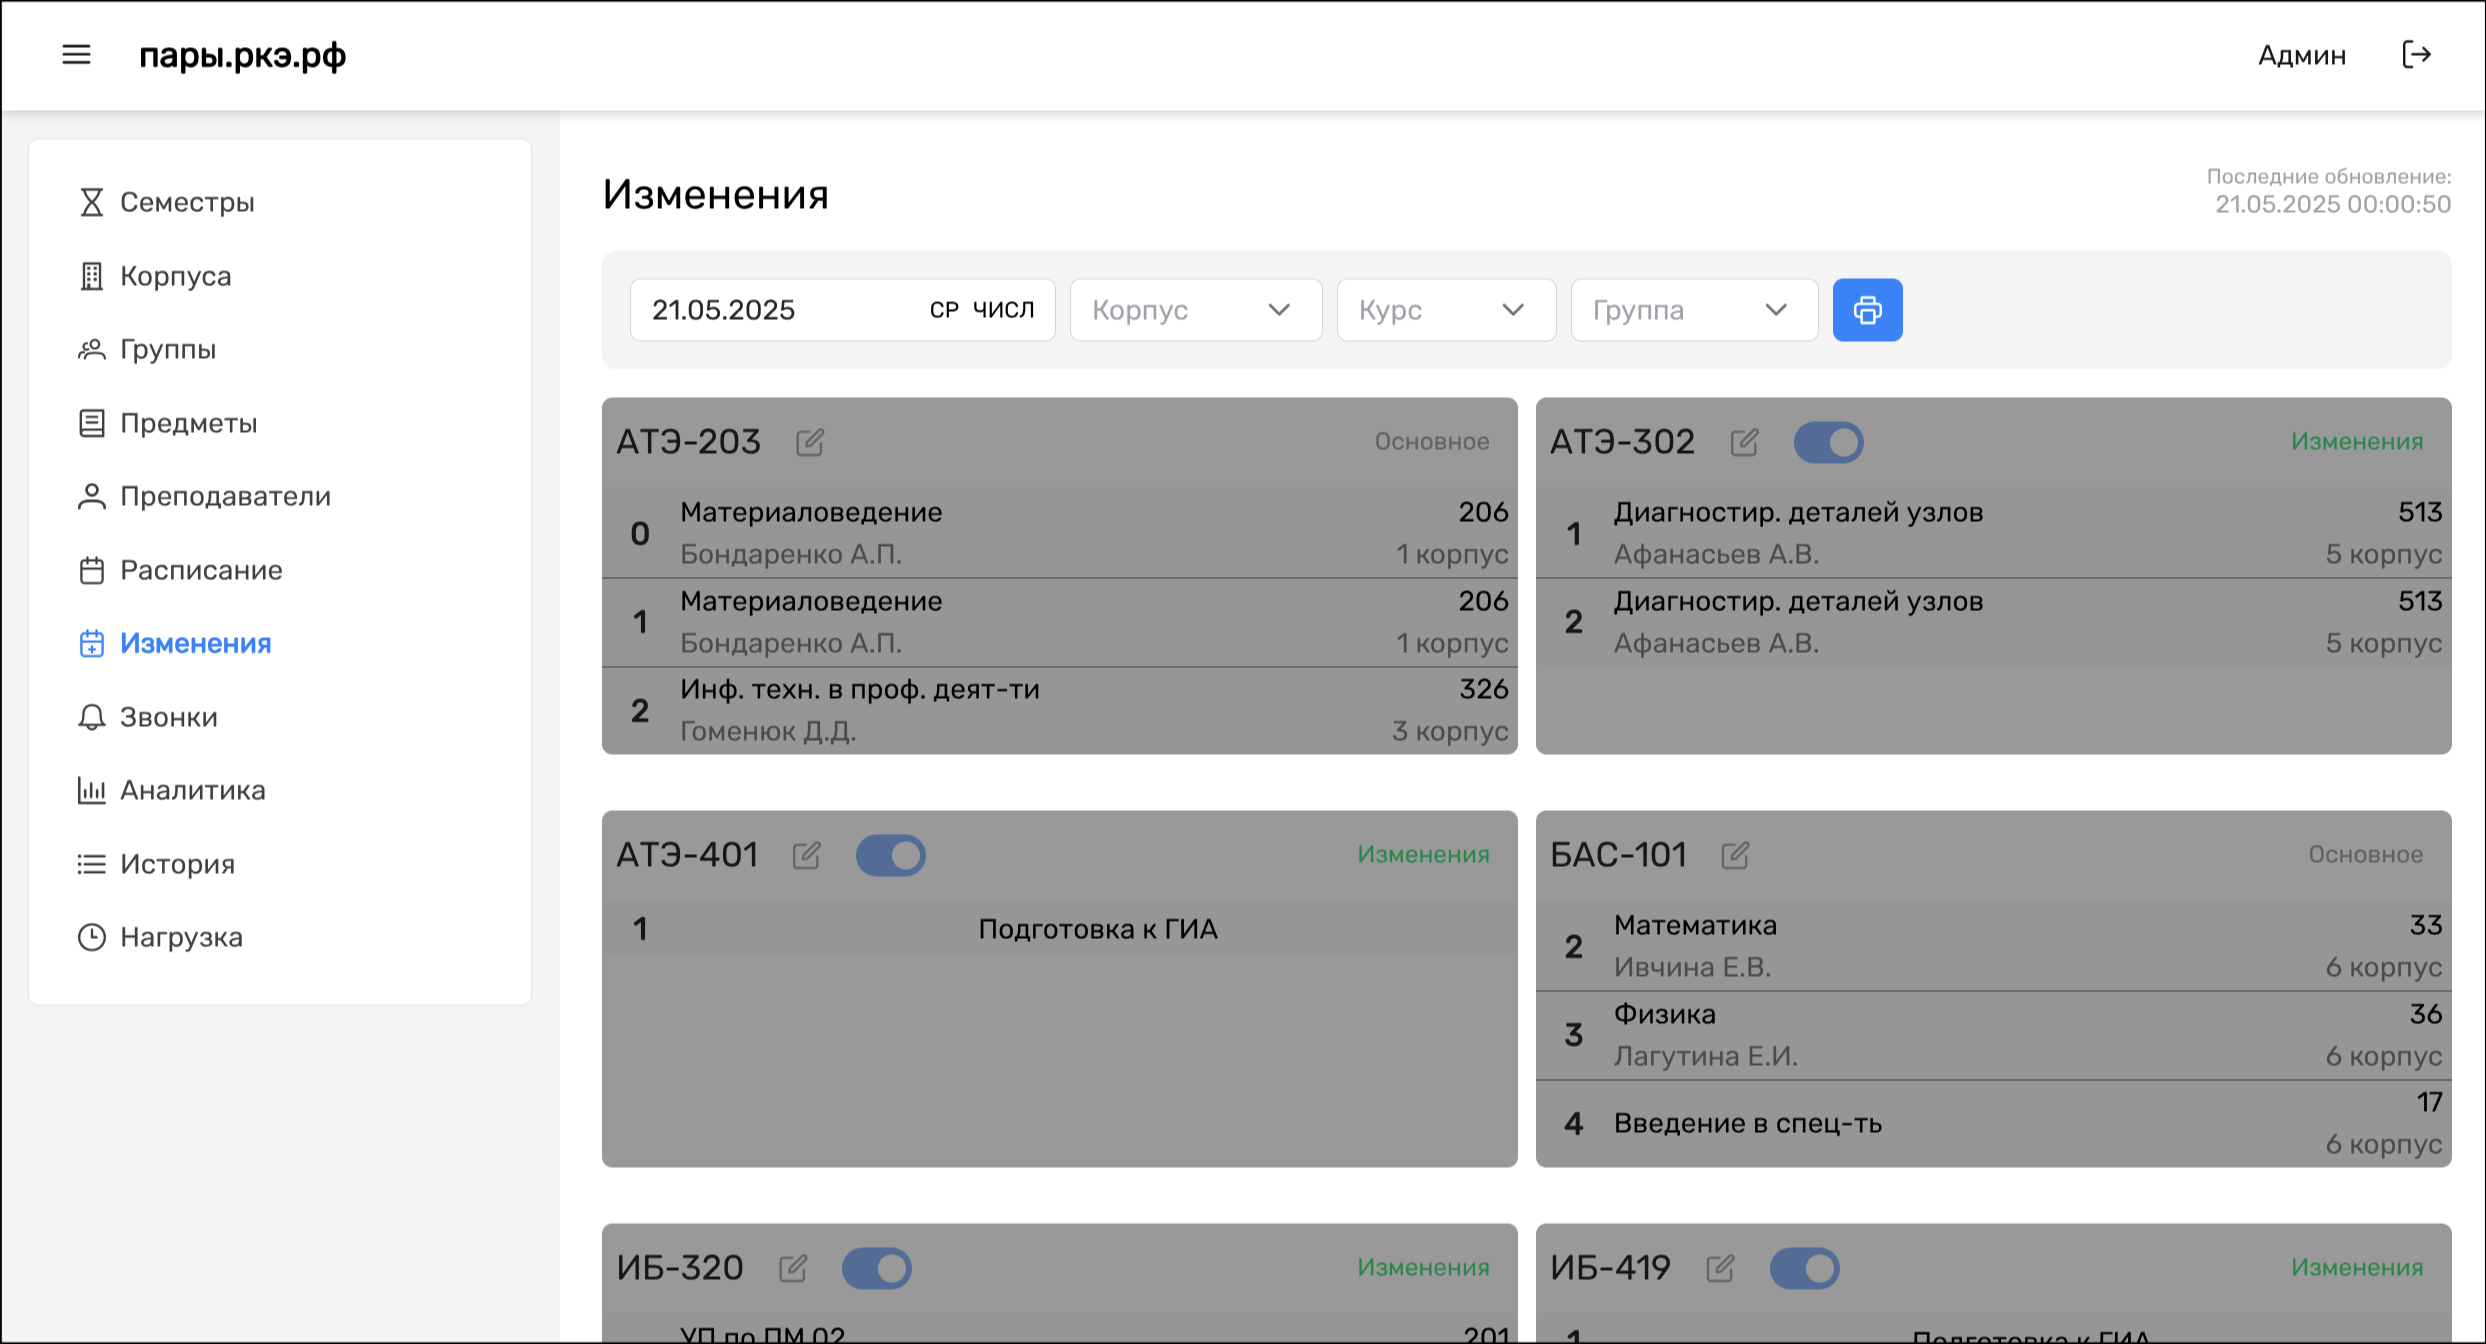 пары.ркэ.рф
Админ
Семестры
Корпуса
Группы
Предметы
Преподаватели
Расписание
Изменения
Звонки
Аналитика
История
Нагрузка
Изменения
Последние обновление:
21.05.2025 00:00:50
21.05.2025 СР ЧИСЛ Корпус Курс Группа
АТЭ-203 Основное
0 Материаловедение 206
Бондаренко А.П. 1 корпус
1 Материаловедение 206
Бондаренко А.П. 1 корпус
2 Инф. техн. в проф. деят-ти 326
Гоменюк Д.Д. 3 корпус
АТЭ-302 Изменения
1 Диагностир. деталей узлов 513
Афанасьев А.В. 5 корпус
2 Диагностир. деталей узлов 513
Афанасьев А.В. 5 корпус
АТЭ-401 Изменения
1 Подготовка к ГИА
БАС-101 Основное
2 Математика 33
Ивчина Е.В. 6 корпус
3 Физика 36
Лагутина Е.И. 6 корпус
4 Введение в спец-ть 17
6 корпус
ИБ-320 Изменения
УП по ПМ.02 201
ИБ-419 Изменения
1 Подготовка к ГИА